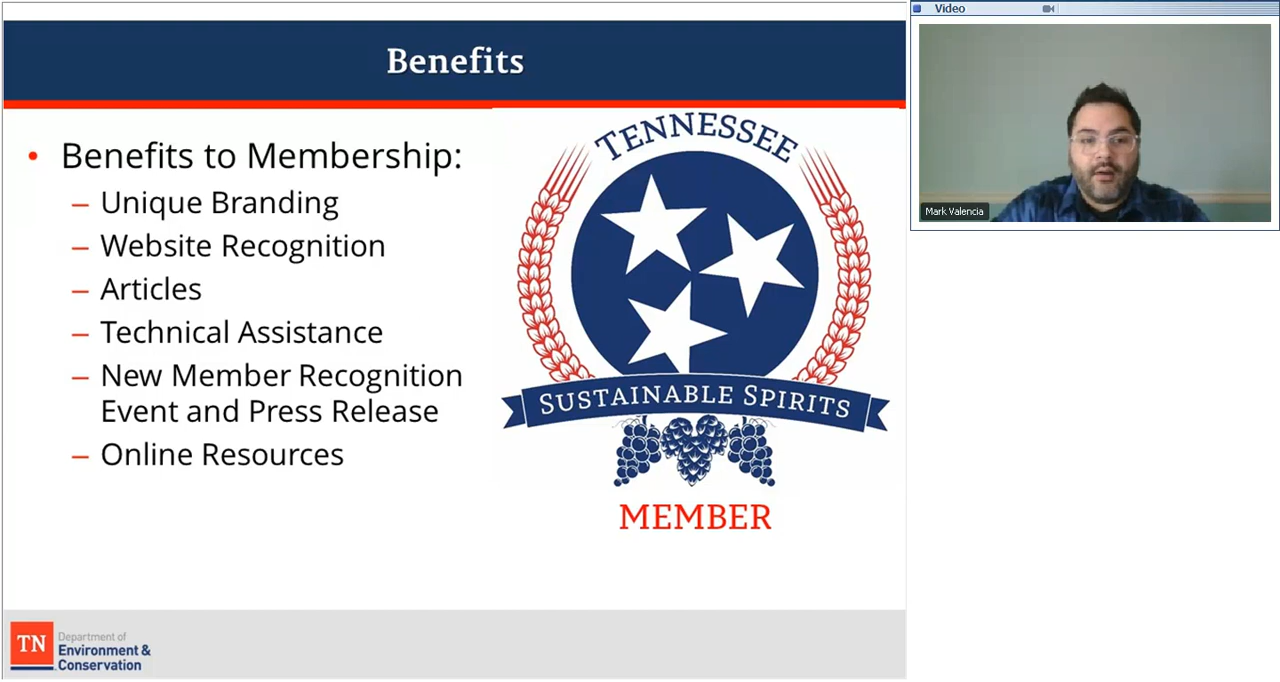 Benefits
• Benefits to Membership:
– Unique Branding
– Website Recognition
– Articles
– Technical Assistance
– New Member Recognition
Event and Press Release
– Online Resources
TENNESSEE
SUSTAINABLE SPIRITS
MEMBER
TN
Department of
Environment &
Conservation
Video
Mark Valencia